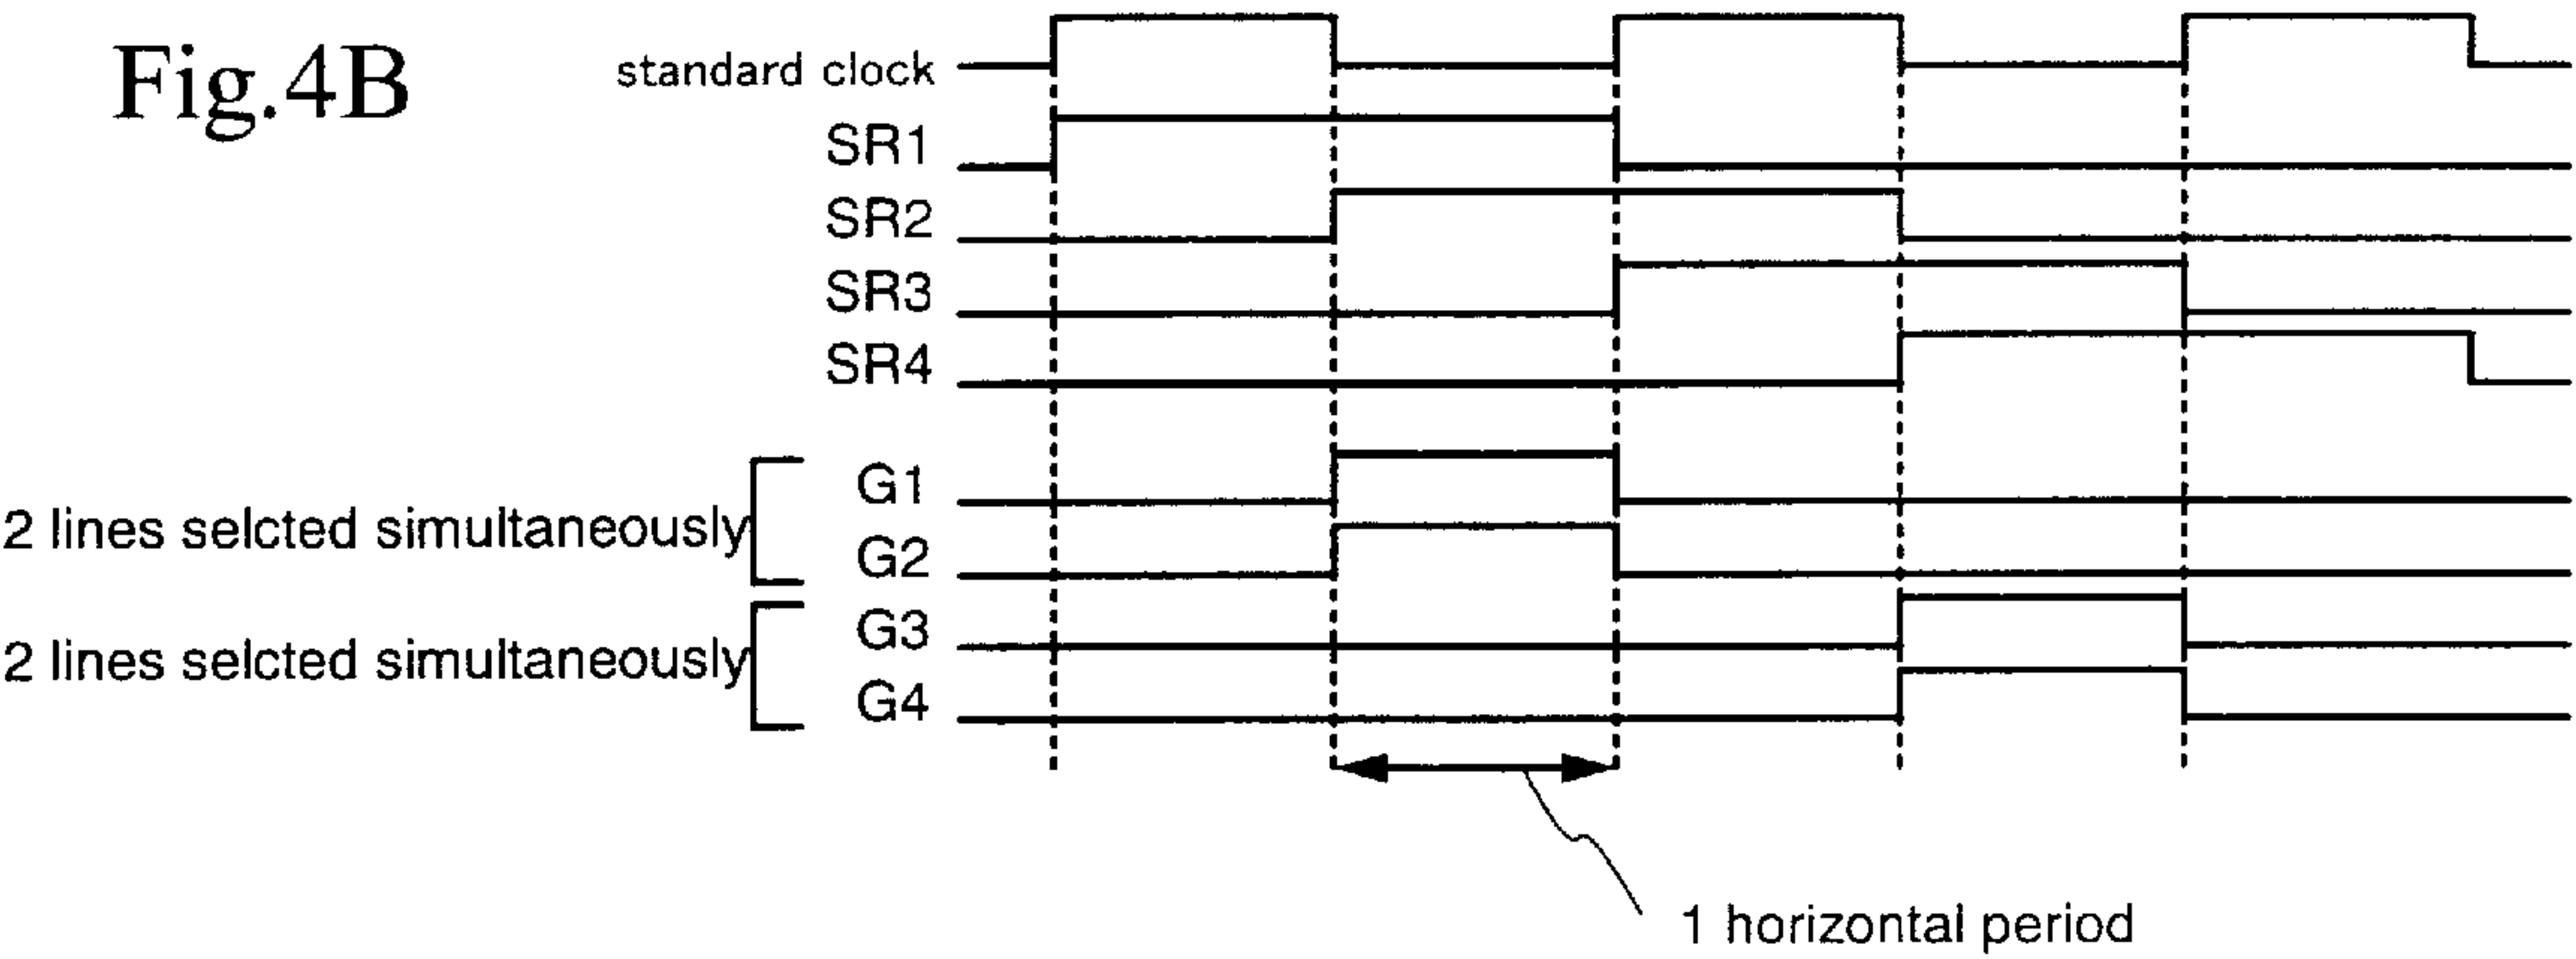 Fig.4B
standard clock
SR1
SR2
SR3
SR4
2 lines selcted simultaneously
G1
G2
2 lines selcted simultaneously
G3
G4
1 horizontal period